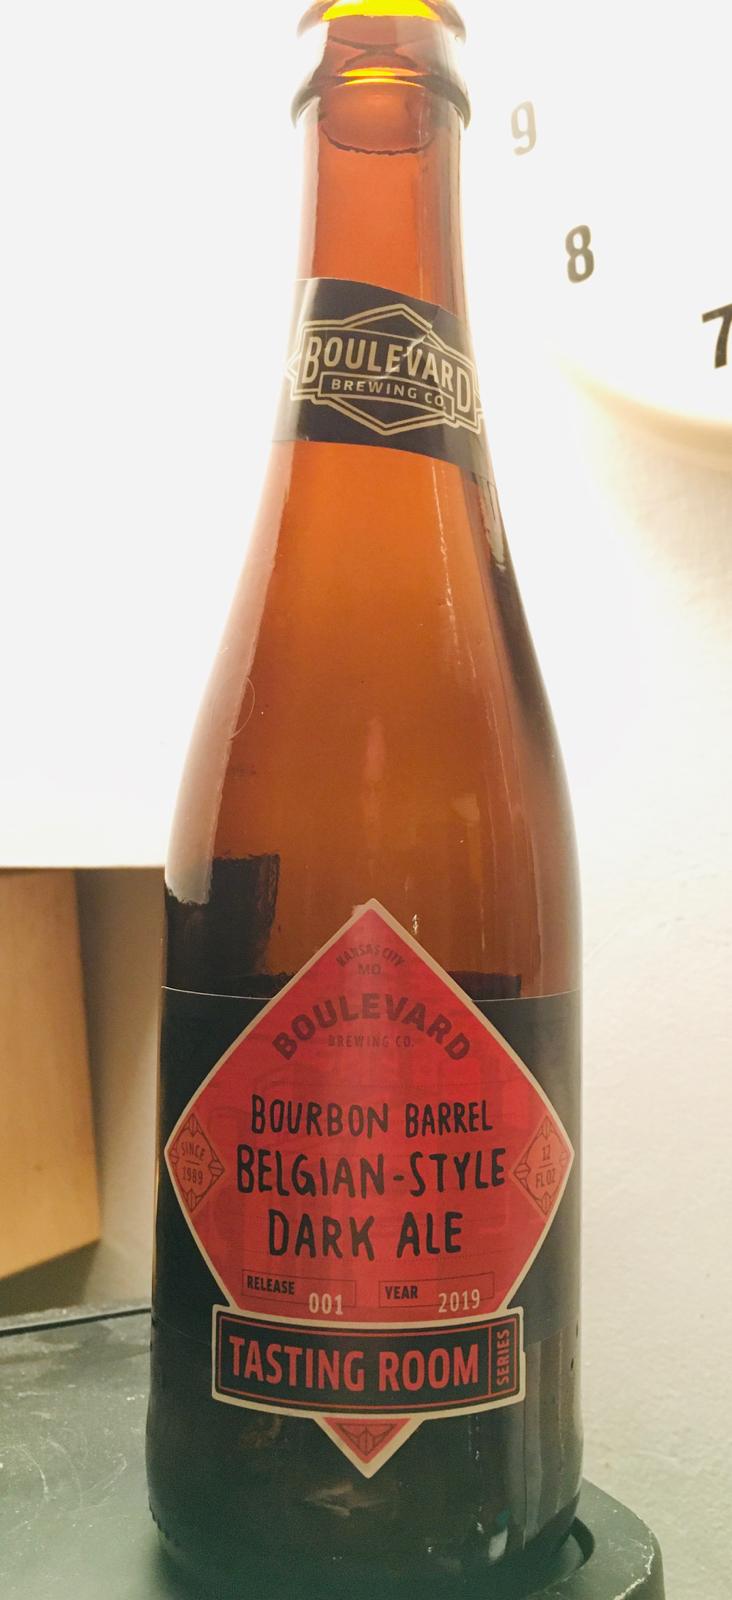 9
8
7
BOULEVARD
BREWING CO.
KANSAS CITY
MO
BOULEVARD
BREWING CO.
BOURBON BARREL
BELGIAN-STYLE
DARK ALE
SINCE
1989
12
FL OZ
RELEASE 001 YEAR 2019
TASTING ROOM SERIES